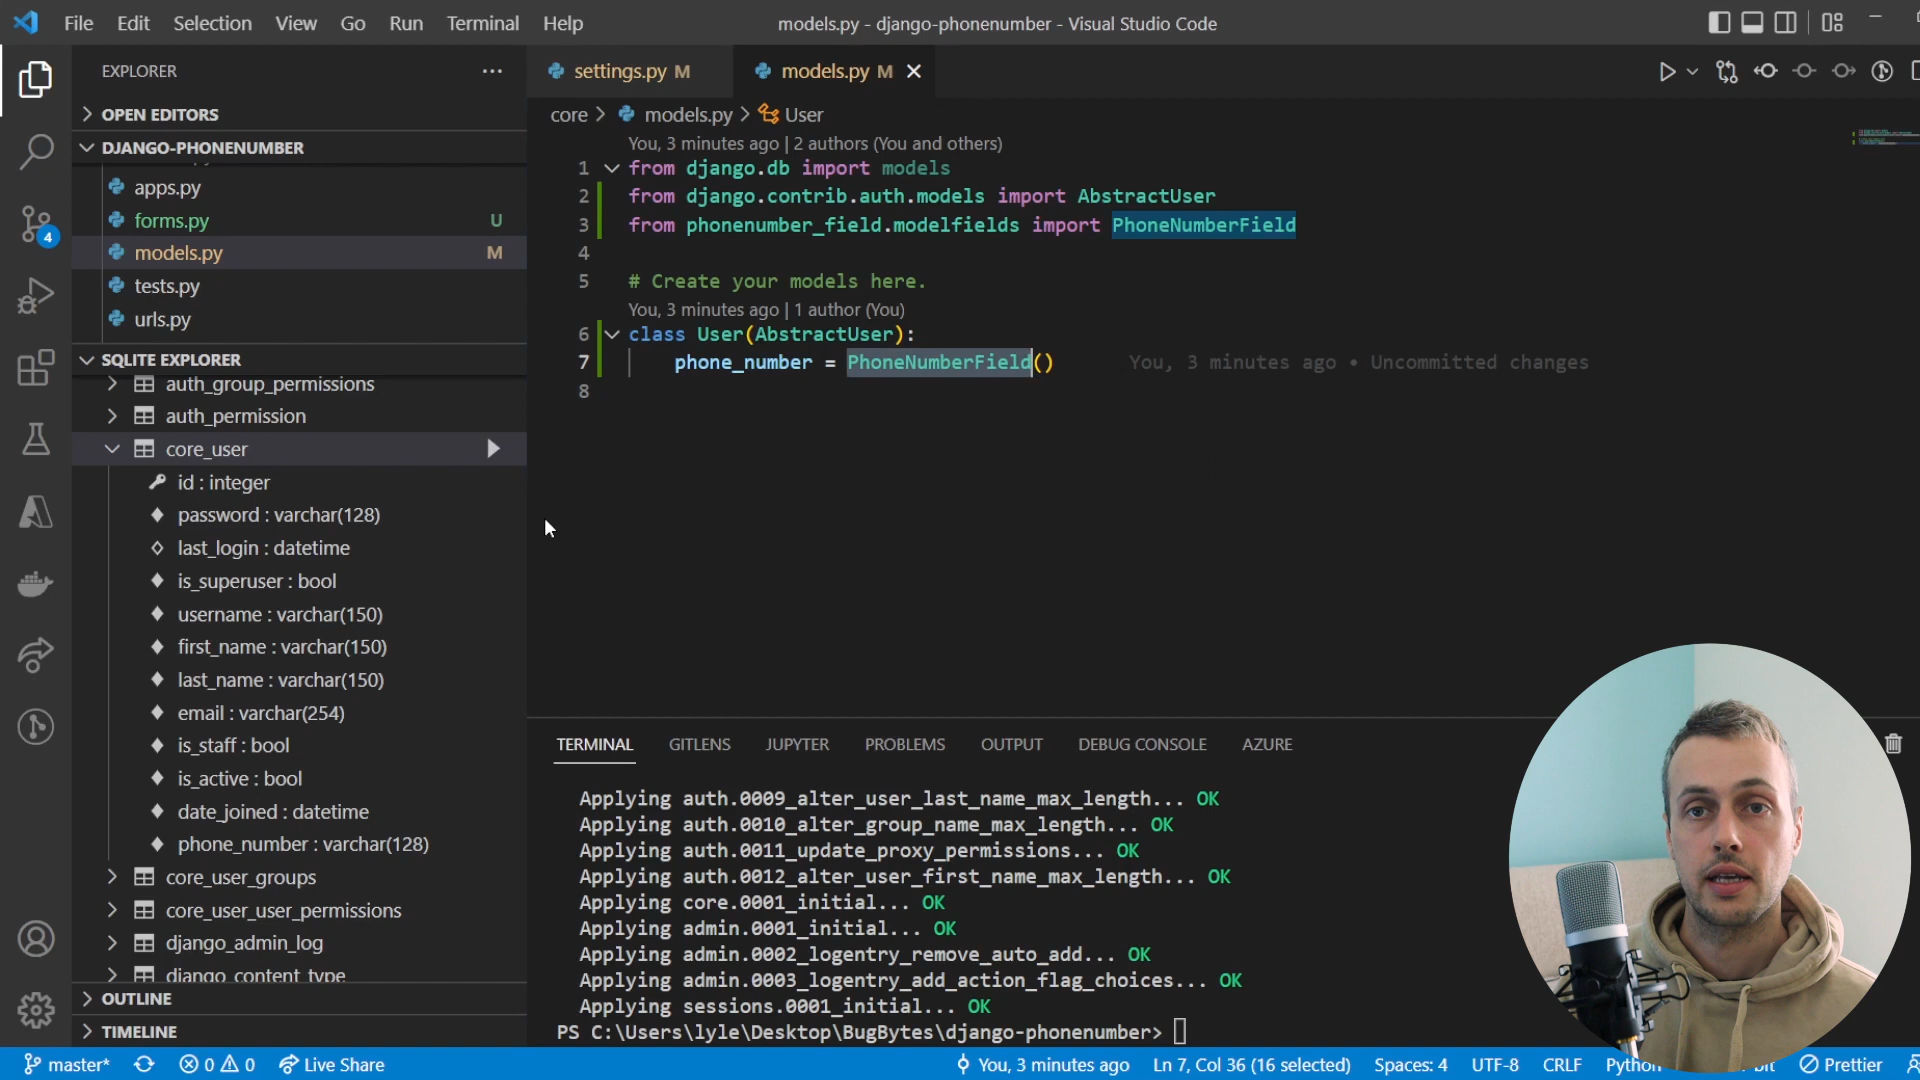 File Edit Selection View Go Run Terminal Help
models.py - django-phonenumber - Visual Studio Code
EXPLORER
OPEN EDITORS
DJANGO-PHONENUMBER
apps.py
forms.py U
models.py M
tests.py
urls.py
SQLITE EXPLORER
auth_group_permissions
auth_permission
core_user
id : integer
password : varchar(128)
last_login : datetime
is_superuser : bool
username : varchar(150)
first_name : varchar(150)
last_name : varchar(150)
email : varchar(254)
is_staff : bool
is_active : bool
date_joined : datetime
phone_number : varchar(128)
core_user_groups
core_user_user_permissions
django_admin_log
django_content_type
OUTLINE
TIMELINE
4
settings.py M
models.py M
core > models.py > User
You, 3 minutes ago | 2 authors (You and others)
1 from django.db import models
2 from django.contrib.auth.models import AbstractUser
3 from phonenumber_field.modelfields import PhoneNumberField
4
5 # Create your models here.
You, 3 minutes ago | 1 author (You)
6 class User(AbstractUser):
7 phone_number = PhoneNumberField() You, 3 minutes ago • Uncommitted changes
8
TERMINAL GITLENS JUPYTER PROBLEMS OUTPUT DEBUG CONSOLE AZURE
Applying auth.0009_alter_user_last_name_max_length... OK
Applying auth.0010_alter_group_name_max_length... OK
Applying auth.0011_update_proxy_permissions... OK
Applying auth.0012_alter_user_first_name_max_length... OK
Applying core.0001_initial... OK
Applying admin.0001_initial... OK
Applying admin.0002_logentry_remove_auto_add... OK
Applying admin.0003_logentry_add_action_flag_choices... OK
Applying sessions.0001_initial... OK
PS C:\Users\lyle\Desktop\BugBytes\django-phonenumber>
master* 0 0 Live Share You, 3 minutes ago Ln 7, Col 36 (16 selected) Spaces: 4 UTF-8 CRLF Python Prettier